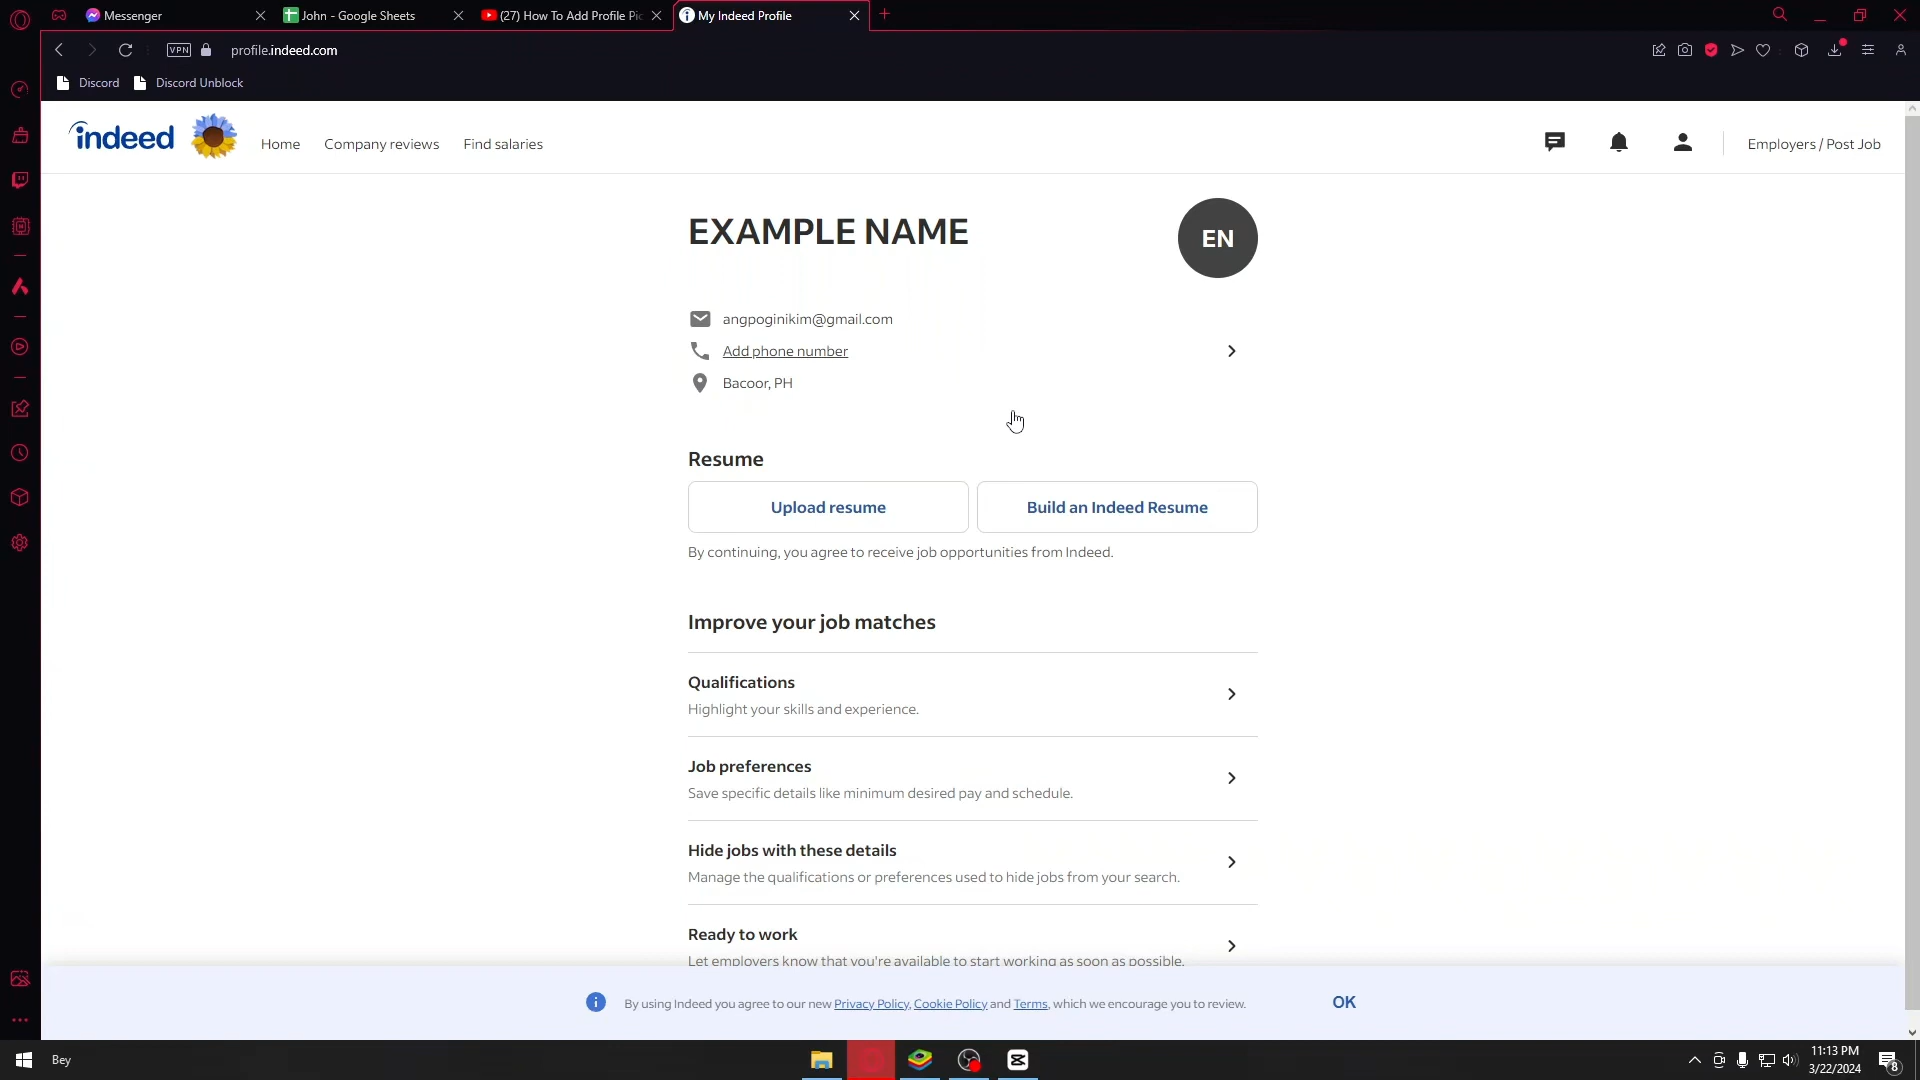 Messenger
John - Google Sheets
(27) How To Add Profile Pic
My Indeed Profile
VPN
profile.indeed.com
Discord
Discord Unblock
indeed
Home
Company reviews
Find salaries
Employers / Post Job
EXAMPLE NAME
EN
angpoginikim@gmail.com
Add phone number
Bacoor, PH
Resume
Upload resume
Build an Indeed Resume
By continuing, you agree to receive job opportunities from Indeed.
Improve your job matches
Qualifications
Highlight your skills and experience.
Job preferences
Save specific details like minimum desired pay and schedule.
Hide jobs with these details
Manage the qualifications or preferences used to hide jobs from your search.
Ready to work
Let employers know that you're available to start working as soon as possible.
By using Indeed you agree to our new Privacy Policy, Cookie Policy and Terms, which we encourage you to review.
OK
Bey
11:13 PM
3/22/2024
8